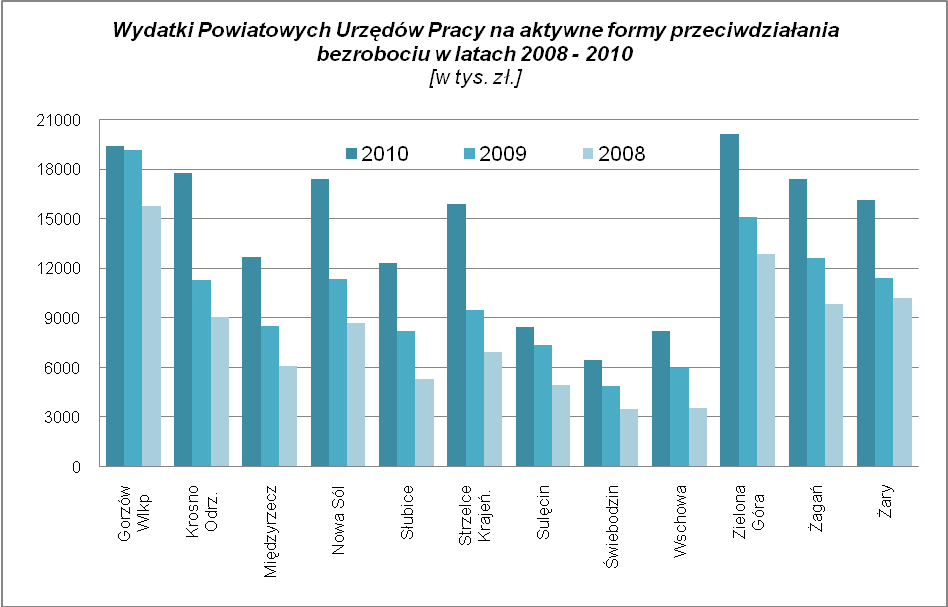 Wydatki Powiatowych Urzędów Pracy na aktywne formy przeciwdziałania
bezrobociu w latach 2008 - 2010
[w tys. zł.]
21000
18000
15000
12000
9000
6000
3000
0
2010
2009
2008
Gorzów
Wlkp
Krosno
Odrz.
Międzyrzecz
Nowa Sól
Słubice
Strzelce
Krajeń.
Sulęcin
Świebodzin
Wschowa
Zielona
Góra
Żagań
Żary